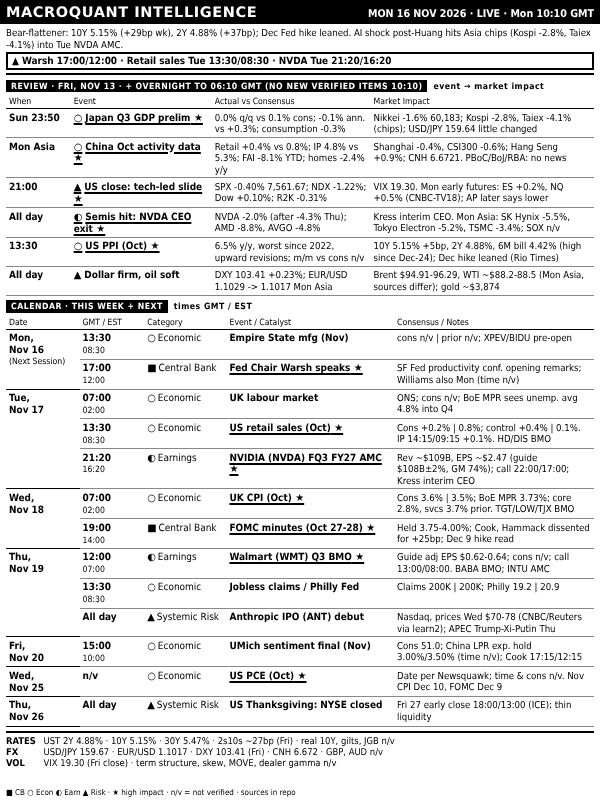 MACROQUANT INTELLIGENCE MON 16 NOV 2026 · LIVE · Mon 10:10 GMT
Bear-flattener: 10Y 5.15% (+29bp wk), 2Y 4.88% (+37bp); Dec Fed hike leaned. AI shock post-Huang hits Asia chips (Kospi -2.8%, Taiex
-4.1%) into Tue NVDA AMC.
▲ Warsh 17:00/12:00 · Retail sales Tue 13:30/08:30 · NVDA Tue 21:20/16:20
REVIEW · FRI, NOV 13 · + OVERNIGHT TO 06:10 GMT (NO NEW VERIFIED ITEMS 10:10) event → market impact
When Event Actual vs Consensus Market Impact
Sun 23:50 ○ Japan Q3 GDP prelim ★ 0.0% q/q vs 0.1% cons; -0.1% ann. Nikkei -1.6% 60,183; Kospi -2.8%, Taiex -4.1%
vs +0.3%; consumption -0.3% (chips); USD/JPY 159.64 little changed
Mon Asia ○ China Oct activity data Retail +0.4% vs 0.8%; IP 4.8% vs Shanghai -0.4%, CSI300 -0.6%; Hang Seng
★ 5.3%; FAI -8.1% YTD; homes -2.4% +0.9%; CNH 6.6721. PBoC/BoJ/RBA: no news
y/y
21:00 ▲ US close: tech-led slide SPX -0.40% 7,561.67; NDX -1.22%; VIX 19.30. Mon early futures: ES +0.2%, NQ
★ Dow +0.10%; R2K -0.31% +0.5% (CNBC-TV18); AP later says lower
All day ◐ Semis hit: NVDA CEO NVDA -2.0% (after -4.3% Thu); Kress interim CEO. Mon Asia: SK Hynix -5.5%,
exit ★ AMD -8.8%, AVGO -4.8% Tokyo Electron -5.2%, TSMC -3.4%; SOX n/v
13:30 ○ US PPI (Oct) ★ 6.5% y/y, worst since 2022, 10Y 5.15% +5bp, 2Y 4.88%, 6M bill 4.42% (high
upward revisions; m/m vs cons n/v since Dec-24); Dec hike leaned (Rio Times)
All day ▲ Dollar firm, oil soft DXY 103.41 +0.23%; EUR/USD Brent $94.91-96.29, WTI ~$88.2-88.5 (Mon Asia,
1.1029 -> 1.1017 Mon Asia sources differ); gold ~$3,874
CALENDAR · THIS WEEK + NEXT times GMT / EST
Date GMT / EST Category Event / Catalyst Consensus / Notes
Mon, 13:30 ○ Economic Empire State mfg (Nov) cons n/v | prior n/v; XPEV/BIDU pre-open
Nov 16 08:30
(Next Session)
17:00 ■ Central Bank Fed Chair Warsh speaks ★ SF Fed productivity conf. opening remarks;
12:00 Williams also Mon (time n/v)
Tue, 07:00 ○ Economic UK labour market ONS; cons n/v; BoE MPR sees unemp. avg
Nov 17 02:00 4.8% into Q4
13:30 ○ Economic US retail sales (Oct) ★ Cons +0.2% | 0.8%; control +0.4% | 0.1%.
08:30 IP 14:15/09:15 +0.1%. HD/DIS BMO
21:20 ◐ Earnings NVIDIA (NVDA) FQ3 FY27 AMC Rev ~$109B, EPS ~$2.47 (guide
16:20 ★ $108B±2%, GM 74%); call 22:00/17:00;
Kress interim CEO
Wed, 07:00 ○ Economic UK CPI (Oct) ★ Cons 3.6% | 3.5%; BoE MPR 3.73%; core
Nov 18 02:00 2.8%, svcs 3.7% prior. TGT/LOW/TJX BMO
19:00 ■ Central Bank FOMC minutes (Oct 27-28) ★ Held 3.75-4.00%; Cook, Hammack dissented
14:00 for +25bp; Dec 9 hike read
Thu, 12:00 ◐ Earnings Walmart (WMT) Q3 BMO ★ Guide adj EPS $0.62-0.64; cons n/v; call
Nov 19 07:00 13:00/08:00. BABA BMO; INTU AMC
13:30 ○ Economic Jobless claims / Philly Fed Claims 200K | 200K; Philly 19.2 | 20.9
08:30
All day ▲ Systemic Risk Anthropic IPO (ANT) debut Nasdaq, prices Wed $70-78 (CNBC/Reuters
via learn2); APEC Trump-Xi-Putin Thu
Fri, 15:00 ○ Economic UMich sentiment final (Nov) Cons 51.0; China LPR exp. hold
Nov 20 10:00 3.00%/3.50% (time n/v); Cook 17:15/12:15
Wed, n/v ○ Economic US PCE (Oct) ★ Date per Newsquawk; time & cons n/v. Nov
Nov 25 CPI Dec 10, FOMC Dec 9
Thu, All day ▲ Systemic Risk US Thanksgiving: NYSE closed Fri 27 early close 18:00/13:00 (ICE); thin
Nov 26 liquidity
RATES UST 2Y 4.88% · 10Y 5.15% · 30Y 5.47% · 2s10s ~27bp (Fri) · real 10Y, gilts, JGB n/v
FX USD/JPY 159.67 · EUR/USD 1.1017 · DXY 103.41 (Fri) · CNH 6.672 · GBP, AUD n/v
VOL VIX 19.30 (Fri close) · term structure, skew, MOVE, dealer gamma n/v
■ CB ○ Econ ◐ Earn ▲ Risk · ★ high impact · n/v = not verified · sources in repo